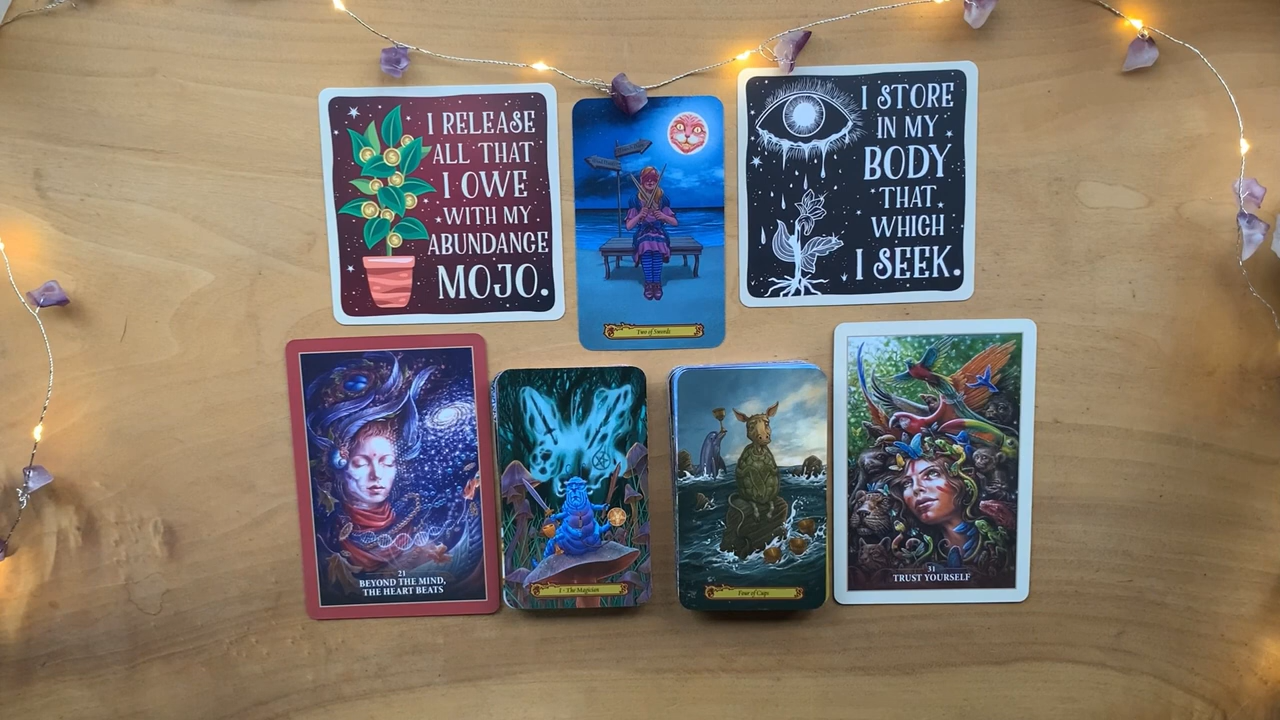 I RELEASE
ALL THAT
I OWE
WITH MY
ABUNDANCE
MOJO.
Two of Swords
I STORE
IN MY
BODY
THAT
WHICH
I SEEK.
21
BEYOND THE MIND,
THE HEART BEATS
I - The Magician
Four of Cups
31
TRUST YOURSELF